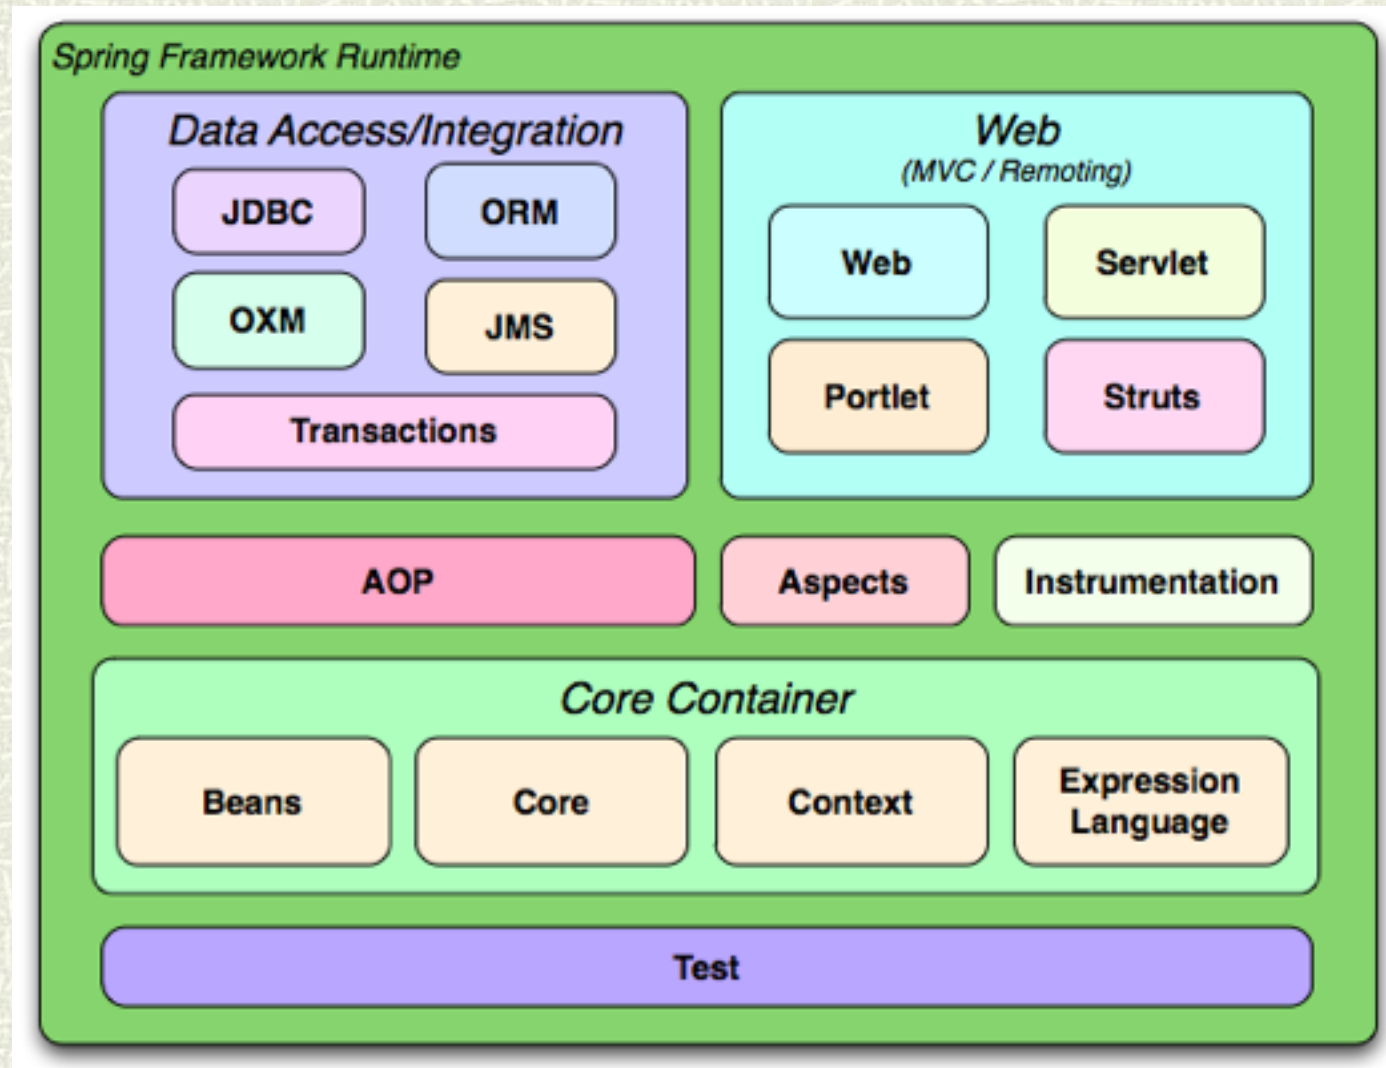 Spring Framework Runtime
Data Access/Integration
JDBC
ORM
OXM
JMS
Transactions
Web
(MVC / Remoting)
Web
Servlet
Portlet
Struts
AOP
Aspects
Instrumentation
Core Container
Beans
Core
Context
Expression
Language
Test